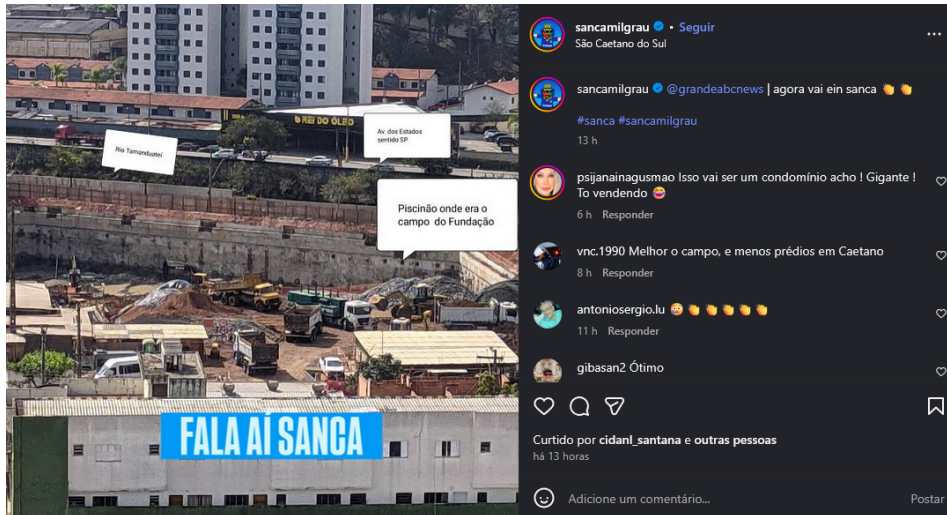 REI DO ÓLEO
Av. dos Estados
sentido SP
Rio Tamanduateí
Piscinão onde era o
campo do Fundação
FALA AÍ SANCA
sancamilgrau • Seguir
São Caetano do Sul
sancamilgrau @grandeabcnews | agora vai ein sanca 👏 👏
#sanca #sancamilgrau
13 h
psijanainagusmao Isso vai ser um condomínio acho ! Gigante !
To vendendo 😂
6 h Responder
vnc.1990 Melhor o campo, e menos prédios em Caetano
8 h Responder
antoniosergio.lu 😳 👏 👏 👏 👏 👏
11 h Responder
gibasan2 Ótimo
Curtido por cidanl_santana e outras pessoas
há 13 horas
Adicione um comentário...
Postar